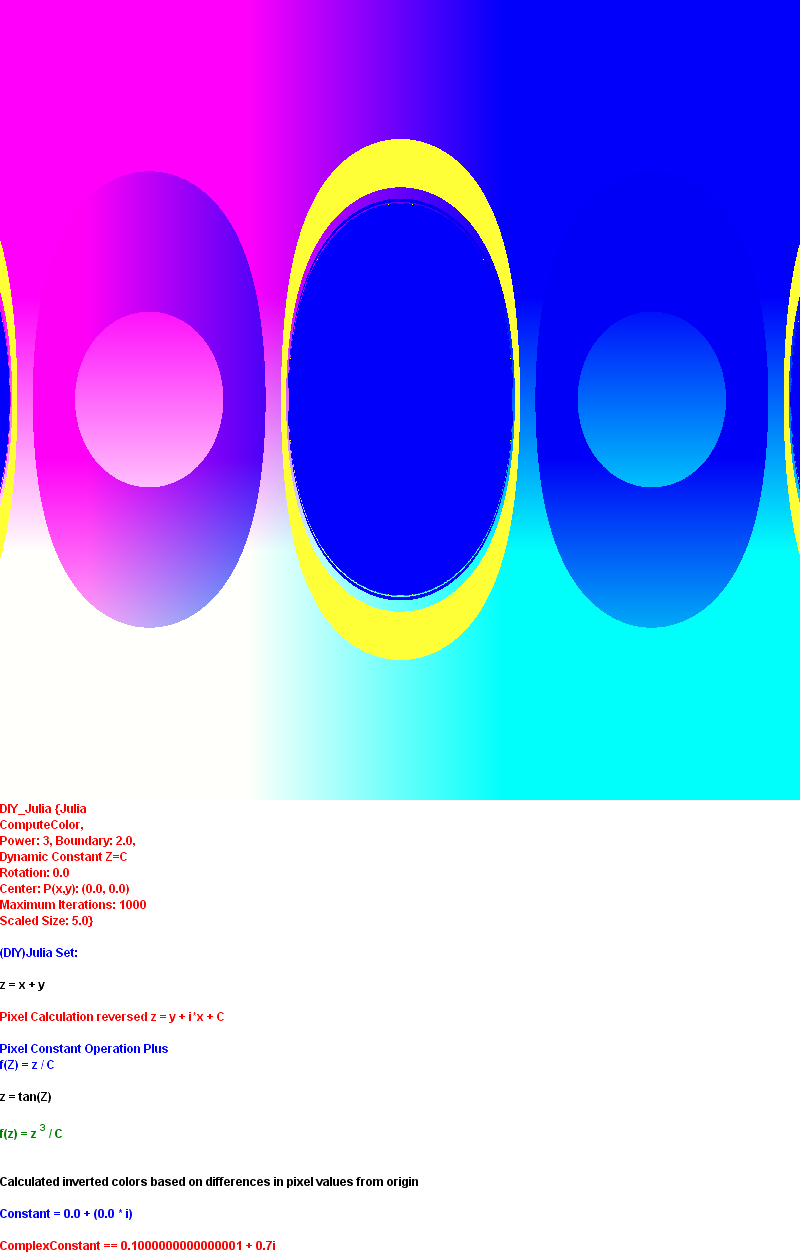 DIY_Julia {Julia
ComputeColor,
Power: 3, Boundary: 2.0,
Dynamic Constant Z=C
Rotation: 0.0
Center: P(x,y): (0.0, 0.0)
Maximum Iterations: 1000
Scaled Size: 5.0}
(DIY)Julia Set:
z = x + y
Pixel Calculation reversed z = y + i*x + C
Pixel Constant Operation Plus
f(Z) = z / C
z = tan(Z)
f(z) = z ³ / C
Calculated inverted colors based on differences in pixel values from origin
Constant = 0.0 + (0.0 * i)
ComplexConstant == 0.1000000000000001 + 0.7i